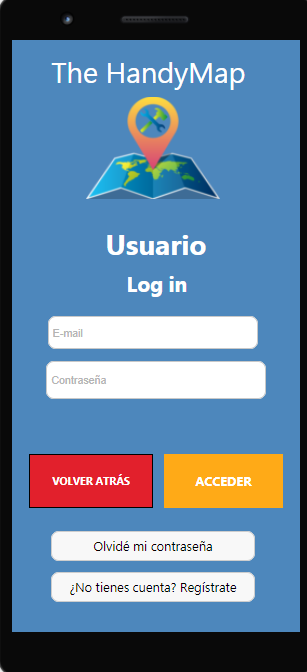 The HandyMap
Usuario
Log in
E-mail
Contraseña
VOLVER ATRÁS
ACCEDER
Olvidé mi contraseña
¿No tienes cuenta? Regístrate